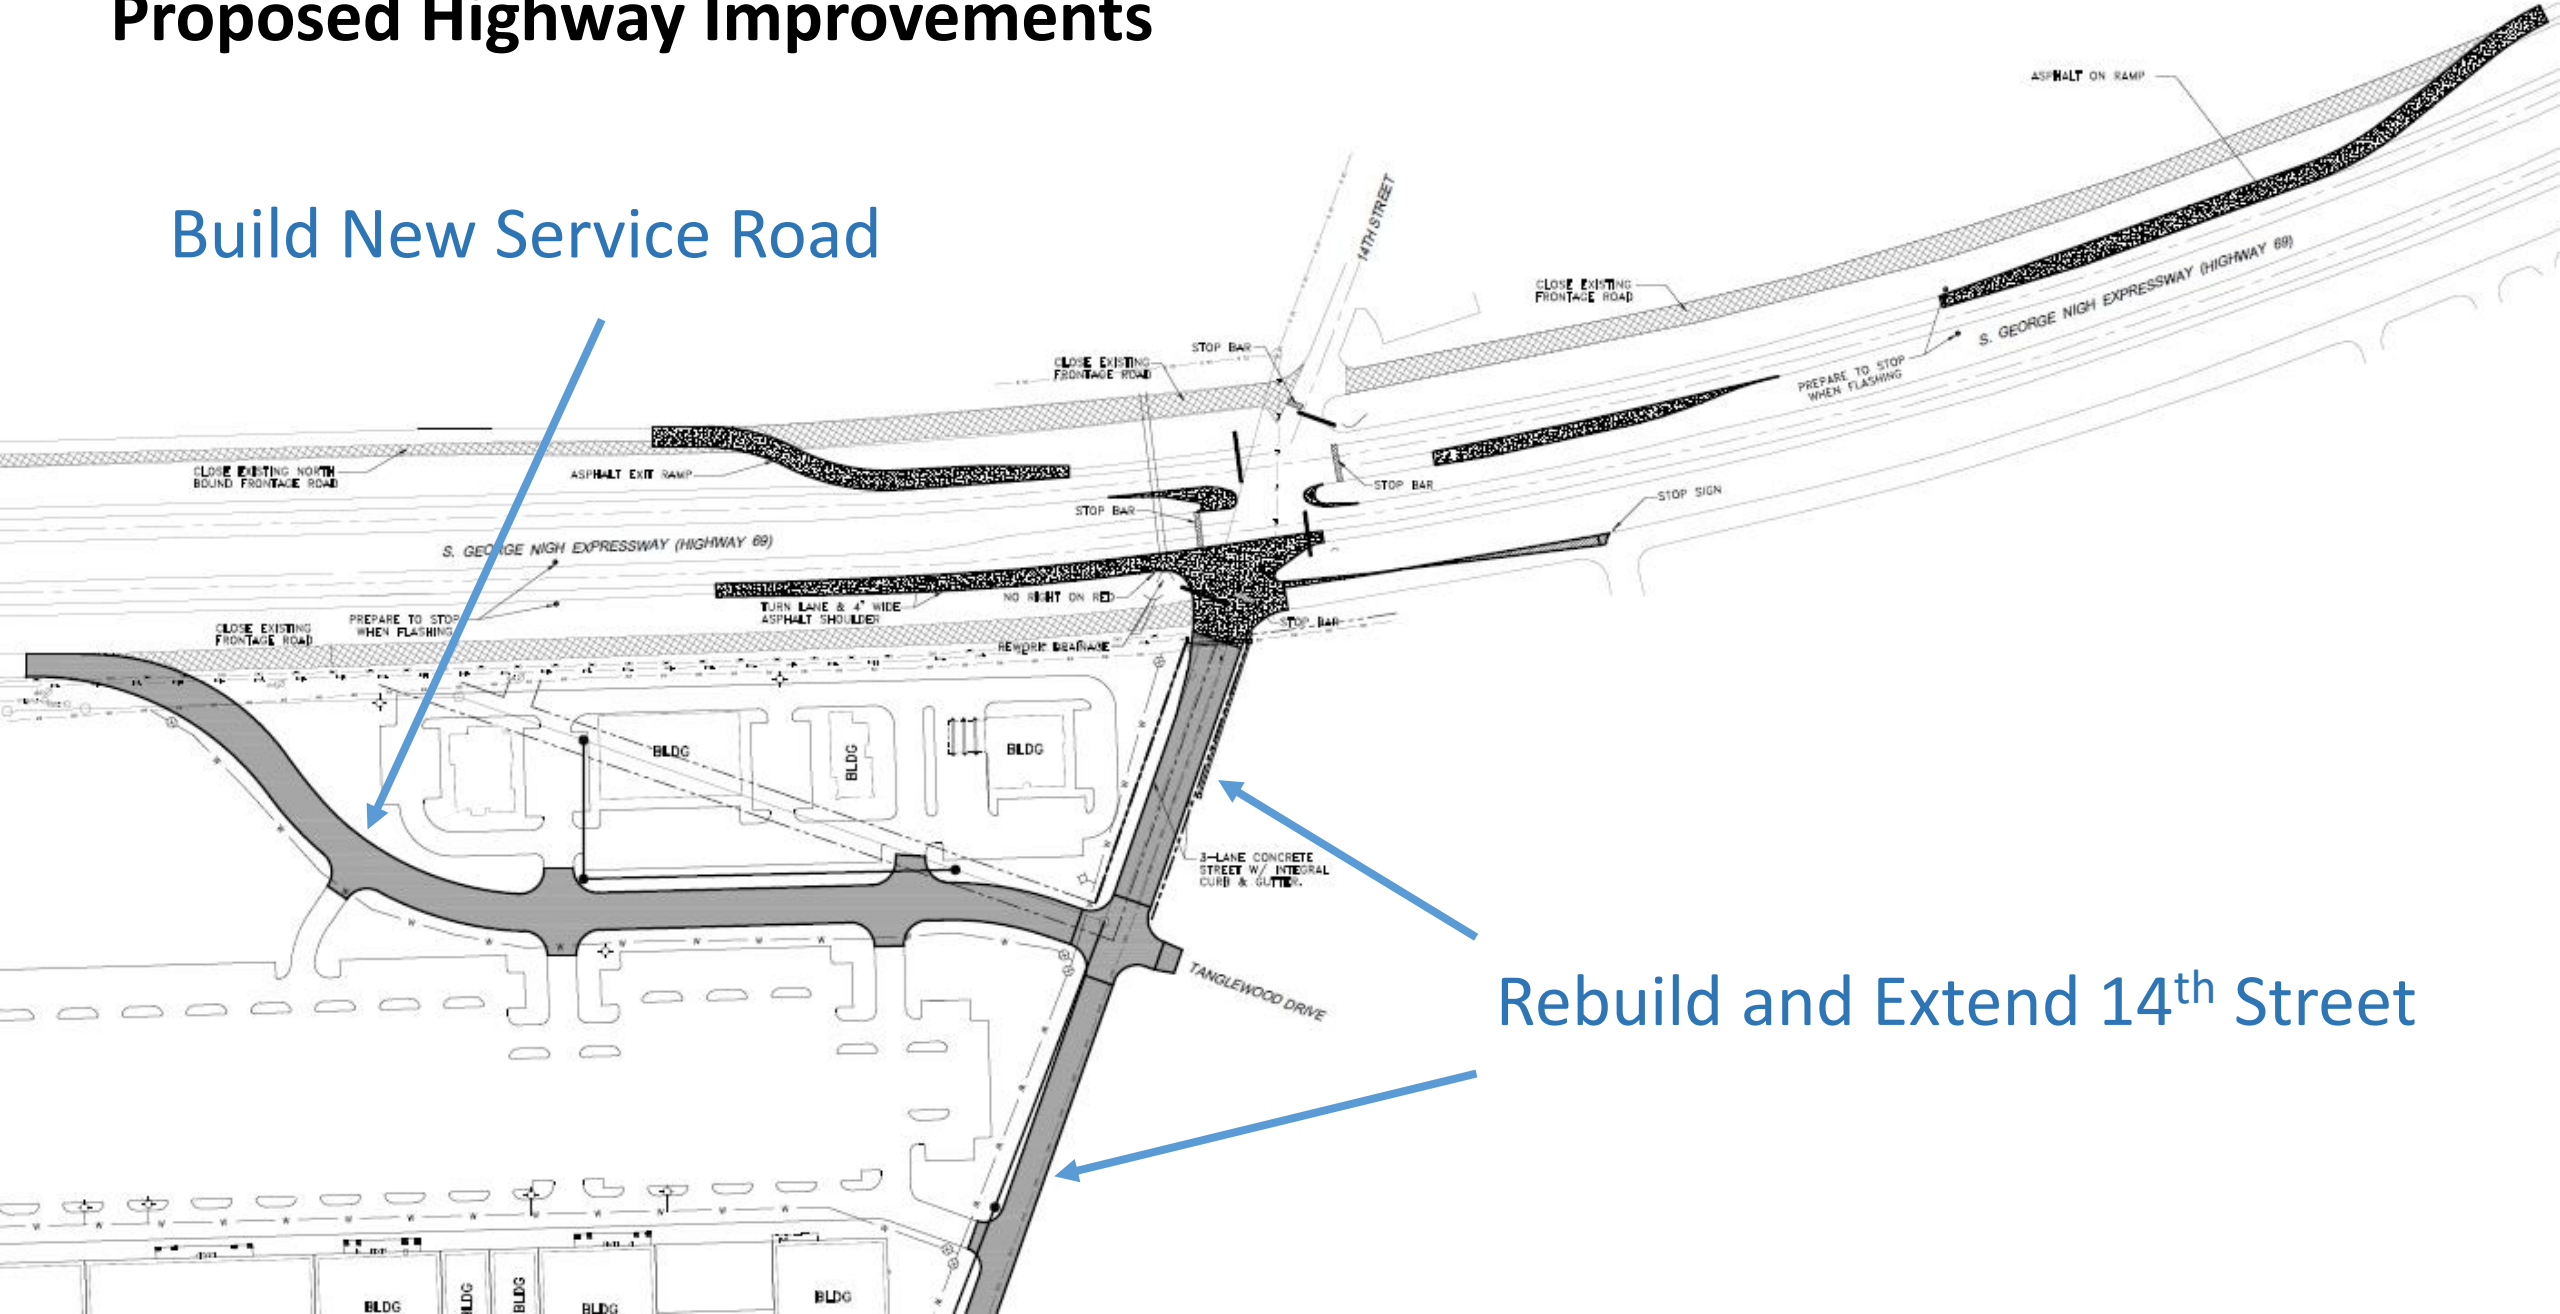 Proposed Highway Improvements
ASPHALT ON RAMP
14TH STREET
Build New Service Road
S. GEORGE NIGH EXPRESSWAY (HIGHWAY 69)
CLOSE EXISTING
FRONTAGE ROAD
STOP BAR
CLOSE EXISTING
FRONTAGE ROAD
PREPARE TO STOP
WHEN FLASHING
CLOSE EXISTING NORTH
BOUND FRONTAGE ROAD
ASPHALT EXIT RAMP
STOP BAR
STOP SIGN
STOP BAR
S. GEORGE NIGH EXPRESSWAY (HIGHWAY 69)
NO RIGHT ON RED
TURN LANE & 4' WIDE
ASPHALT SHOULDER
PREPARE TO STOP
WHEN FLASHING
CLOSE EXISTING
FRONTAGE ROAD
STOP BAR
REWORK DRAINAGE
BLDG
BLDG
BLDG
3-LANE CONCRETE
STREET W/ INTEGRAL
CURB & GUTTER.
TANGLEWOOD DRIVE
Rebuild and Extend 14th Street
BLDG
BLDG
BLDG
BLDG
BLDG